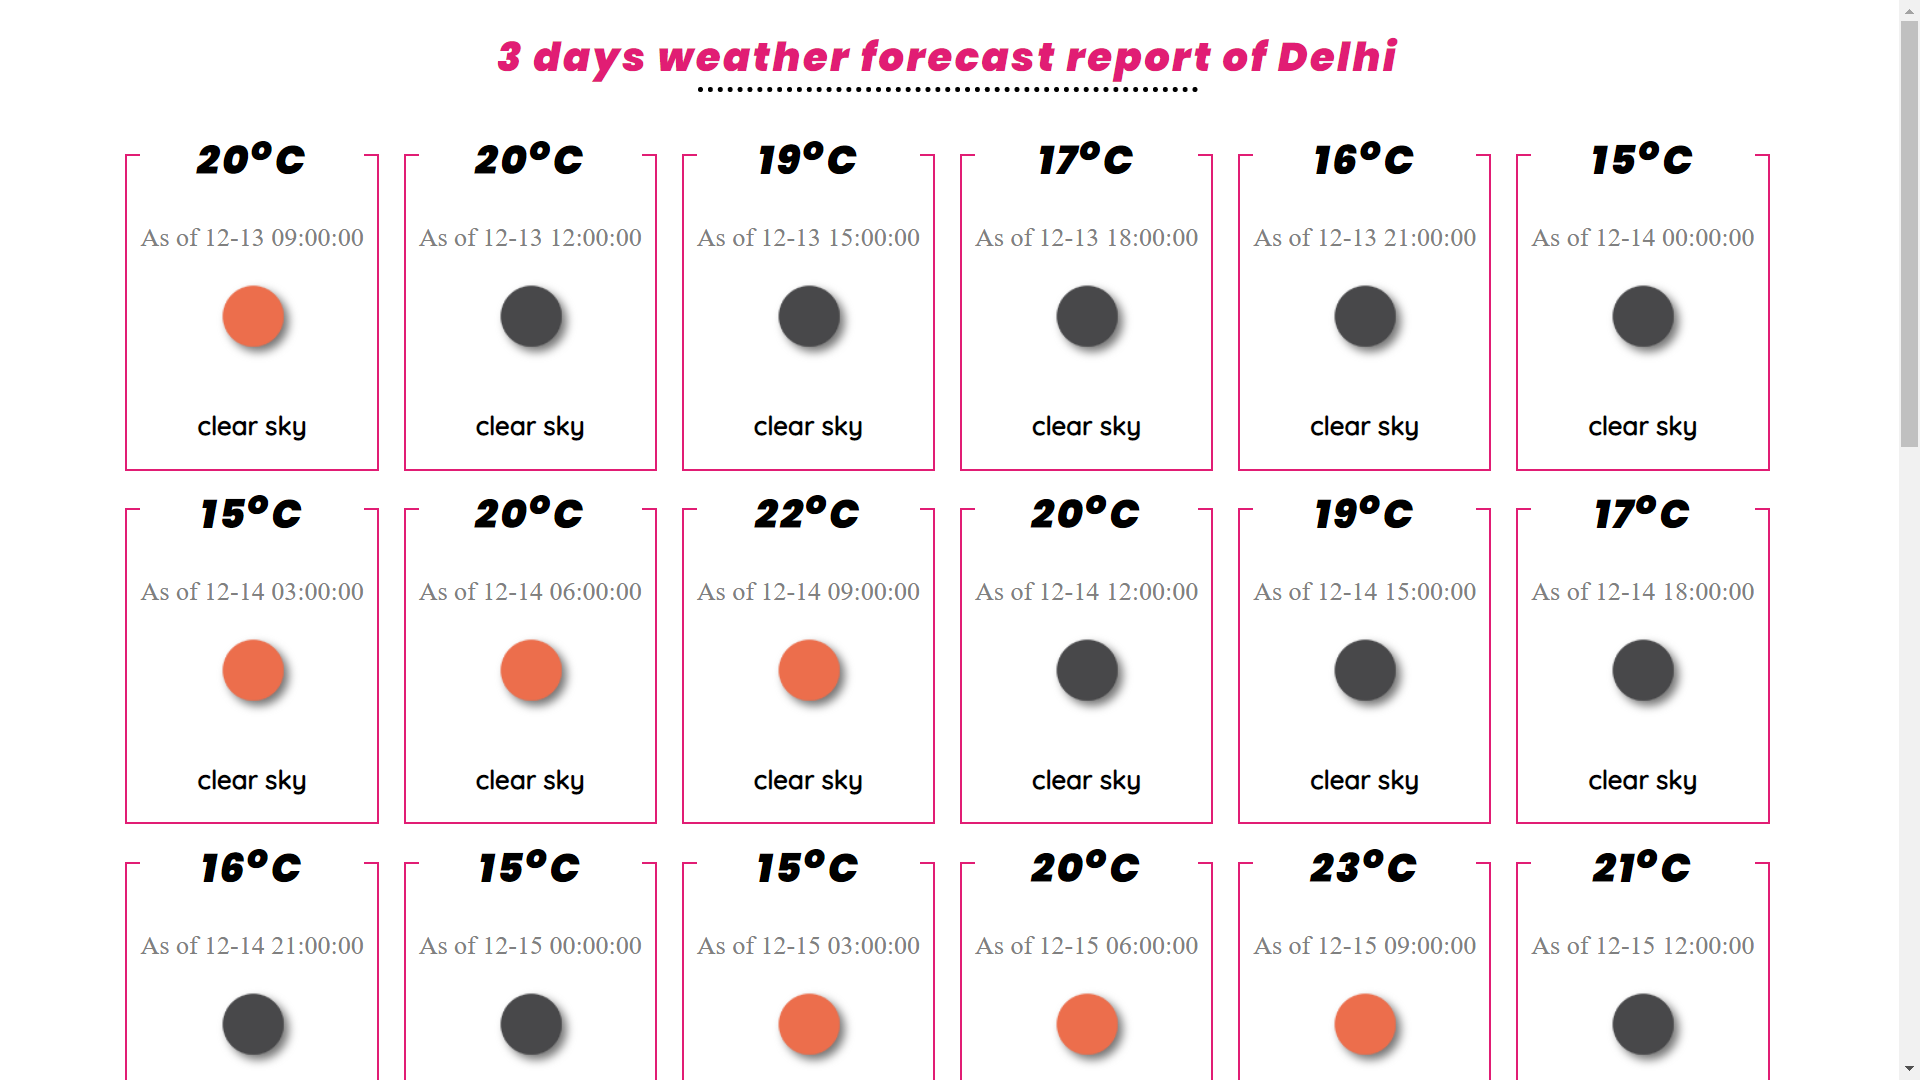 3 days weather forecast report of Delhi
20°C 20°C 19°C 17°C 16°C 15°C
As of 12-13 09:00:00 As of 12-13 12:00:00 As of 12-13 15:00:00 As of 12-13 18:00:00 As of 12-13 21:00:00 As of 12-14 00:00:00
clear sky clear sky clear sky clear sky clear sky clear sky
15°C 20°C 22°C 20°C 19°C 17°C
As of 12-14 03:00:00 As of 12-14 06:00:00 As of 12-14 09:00:00 As of 12-14 12:00:00 As of 12-14 15:00:00 As of 12-14 18:00:00
clear sky clear sky clear sky clear sky clear sky clear sky
16°C 15°C 15°C 20°C 23°C 21°C
As of 12-14 21:00:00 As of 12-15 00:00:00 As of 12-15 03:00:00 As of 12-15 06:00:00 As of 12-15 09:00:00 As of 12-15 12:00:00